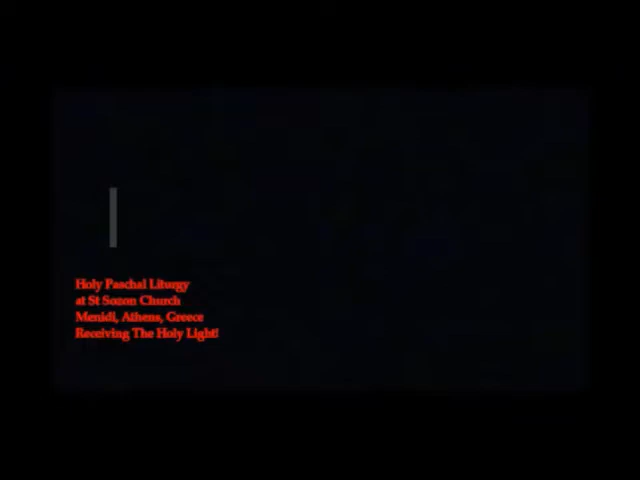 Holy Paschal Liturgy
at St Sozon Church
Menidi, Athens, Greece
Receiving The Holy Light!